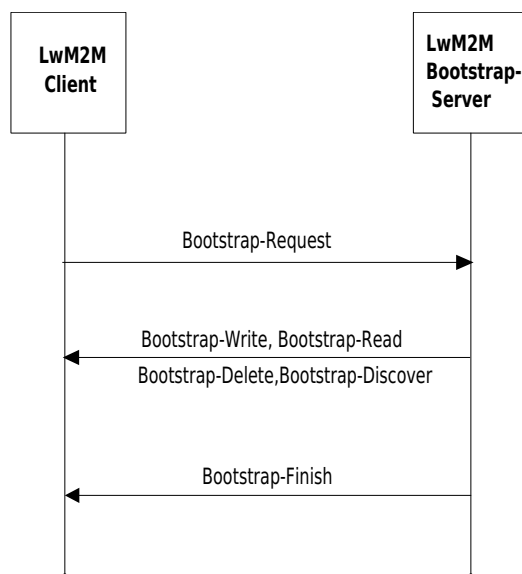 LwM2M
Client
LwM2M
Bootstrap-
Server
Bootstrap-Request
Bootstrap-Write, Bootstrap-Read
Bootstrap-Delete,Bootstrap-Discover
Bootstrap-Finish